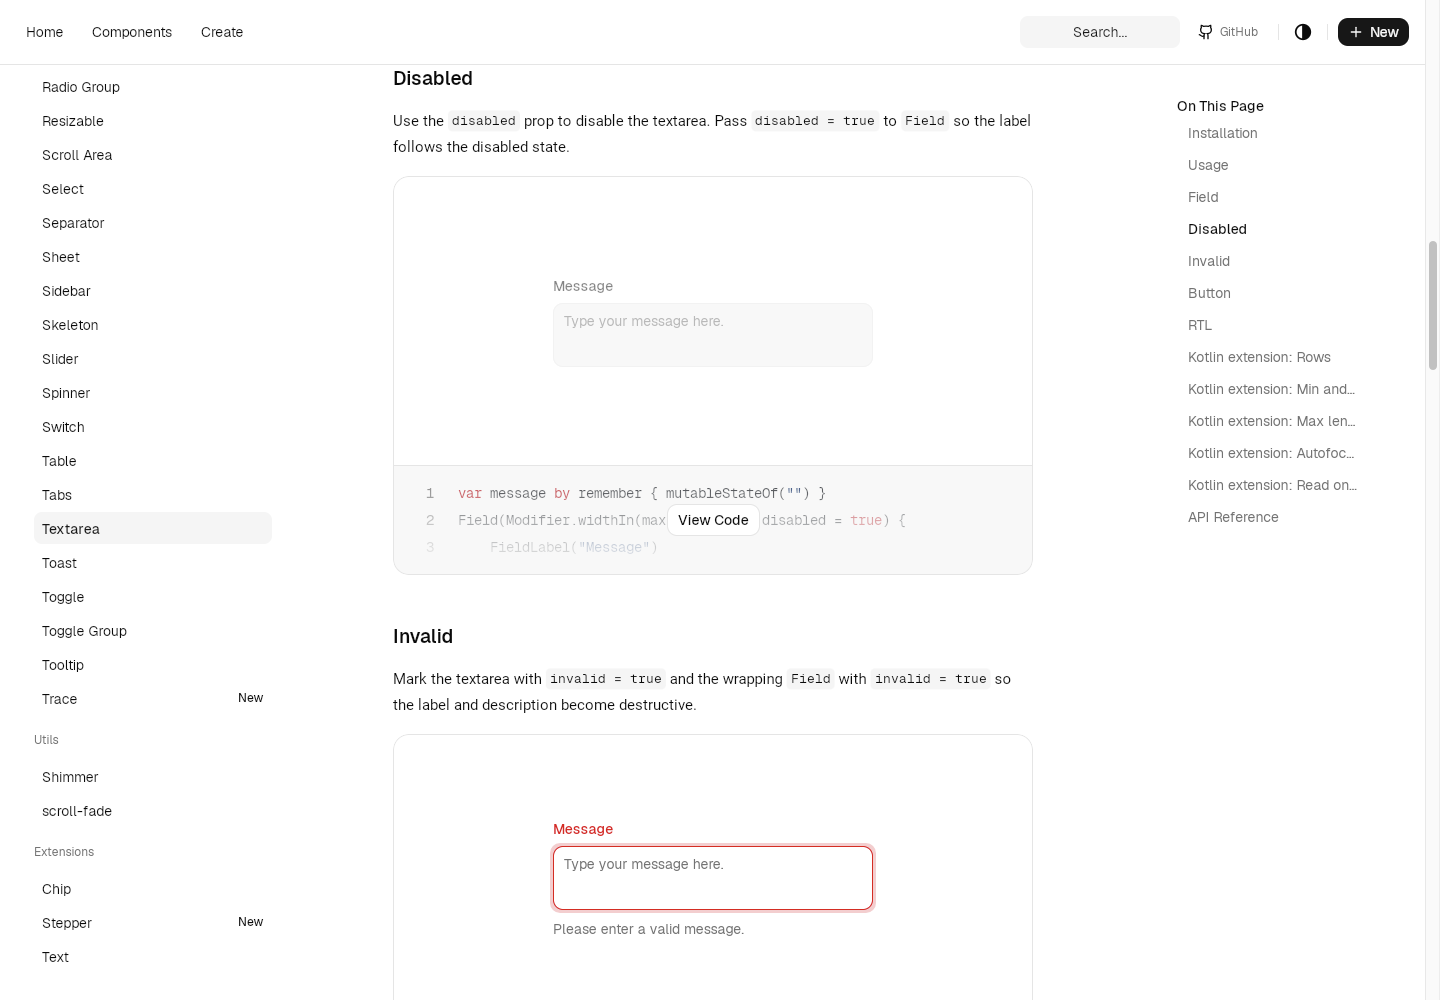 Home
Components
Create
Search...
GitHub
New
Radio Group
Resizable
Scroll Area
Select
Separator
Sheet
Sidebar
Skeleton
Slider
Spinner
Switch
Table
Tabs
Textarea
Toast
Toggle
Toggle Group
Tooltip
Trace
New
Utils
Shimmer
scroll-fade
Extensions
Chip
Stepper
New
Text
Disabled
Use the disabled prop to disable the textarea. Pass disabled = true to Field so the label
follows the disabled state.
Message
Type your message here.
1 var message by remember { mutableStateOf("") }
2 Field(Modifier.widthIn(max View Code disabled = true) {
3 FieldLabel("Message")
Invalid
Mark the textarea with invalid = true and the wrapping Field with invalid = true so
the label and description become destructive.
Message
Type your message here.
Please enter a valid message.
On This Page
Installation
Usage
Field
Disabled
Invalid
Button
RTL
Kotlin extension: Rows
Kotlin extension: Min and...
Kotlin extension: Max len...
Kotlin extension: Autofoc...
Kotlin extension: Read on...
API Reference